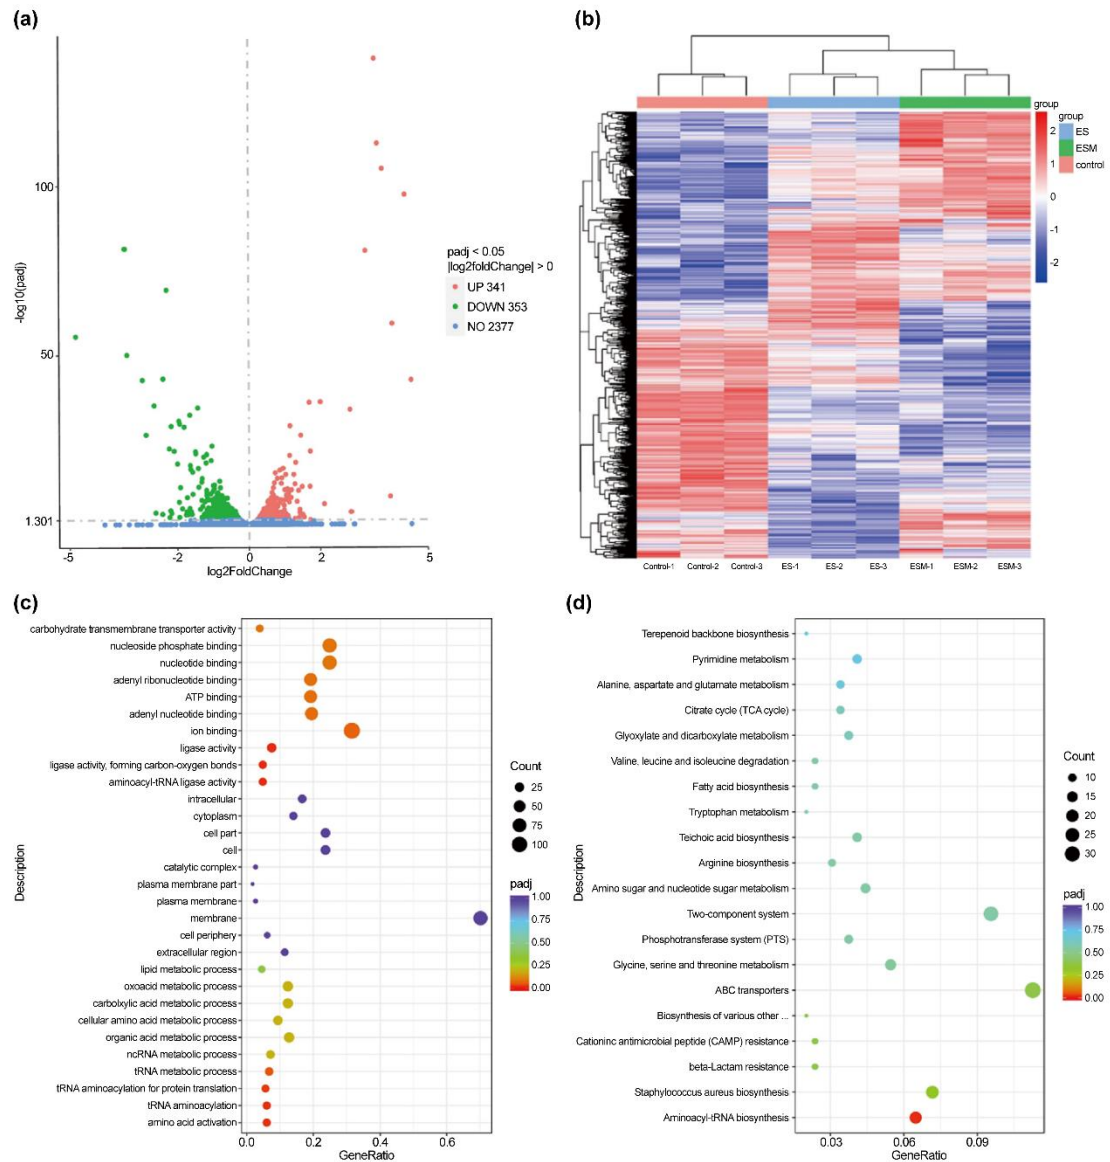 (a)
-log10(padj)
100
50
1.301
-5
-2
0
2
5
log2FoldChange
padj < 0.05
|log2foldChange| > 0
UP 341
DOWN 353
NO 2377
(b)
group
2
1
0
-1
-2
group
ES
ESM
control
Control-1
Control-2
Control-3
ES-1
ES-2
ES-3
ESM-1
ESM-2
ESM-3
(c)
Description
carbohydrate transmembrane transporter activity
nucleoside phosphate binding
nucleotide binding
adenyl ribonucleotide binding
ATP binding
adenyl nucleotide binding
ion binding
ligase activity
ligase activity, forming carbon-oxygen bonds
aminoacyl-tRNA ligase activity
intracellular
cytoplasm
cell part
cell
catalytic complex
plasma membrane part
plasma membrane
membrane
cell periphery
extracellular region
lipid metabolic process
oxoacid metabolic process
carbolxylic acid metabolic process
cellular amino acid metabolic process
organic acid metabolic process
ncRNA metabolic process
tRNA metabolic process
tRNA aminoacylation for protein translation
tRNA aminoacylation
amino acid activation
0.0
0.2
0.4
0.6
GeneRatio
Count
25
50
75
100
padj
1.00
0.75
0.50
0.25
0.00
(d)
Description
Terepenoid backbone biosynthesis
Pyrimidine metabolism
Alanine, aspartate and glutamate metabolism
Citrate cycle (TCA cycle)
Glyoxylate and dicarboxylate metabolism
Valine, leucine and isoleucine degradation
Fatty acid biosynthesis
Tryptophan metabolism
Teichoic acid biosynthesis
Arginine biosynthesis
Amino sugar and nucleotide sugar metabolism
Two-component system
Phosphotransferase system (PTS)
Glycine, serine and threonine metabolism
ABC transporters
Biosynthesis of various other ...
Cationinc antimicrobial peptide (CAMP) resistance
beta-Lactam resistance
Staphylococcus aureus biosynthesis
Aminoacyl-tRNA biosynthesis
0.03
0.06
0.09
GeneRatio
Count
10
15
20
25
30
padj
1.00
0.75
0.50
0.25
0.00